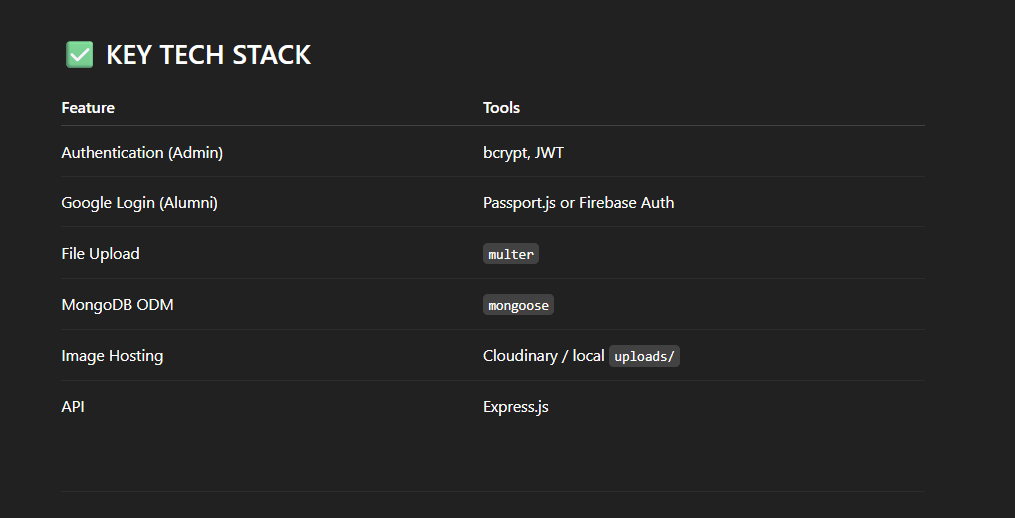 ✅ KEY TECH STACK
Feature Tools
Authentication (Admin) bcrypt, JWT
Google Login (Alumni) Passport.js or Firebase Auth
File Upload multer
MongoDB ODM mongoose
Image Hosting Cloudinary / local uploads/
API Express.js